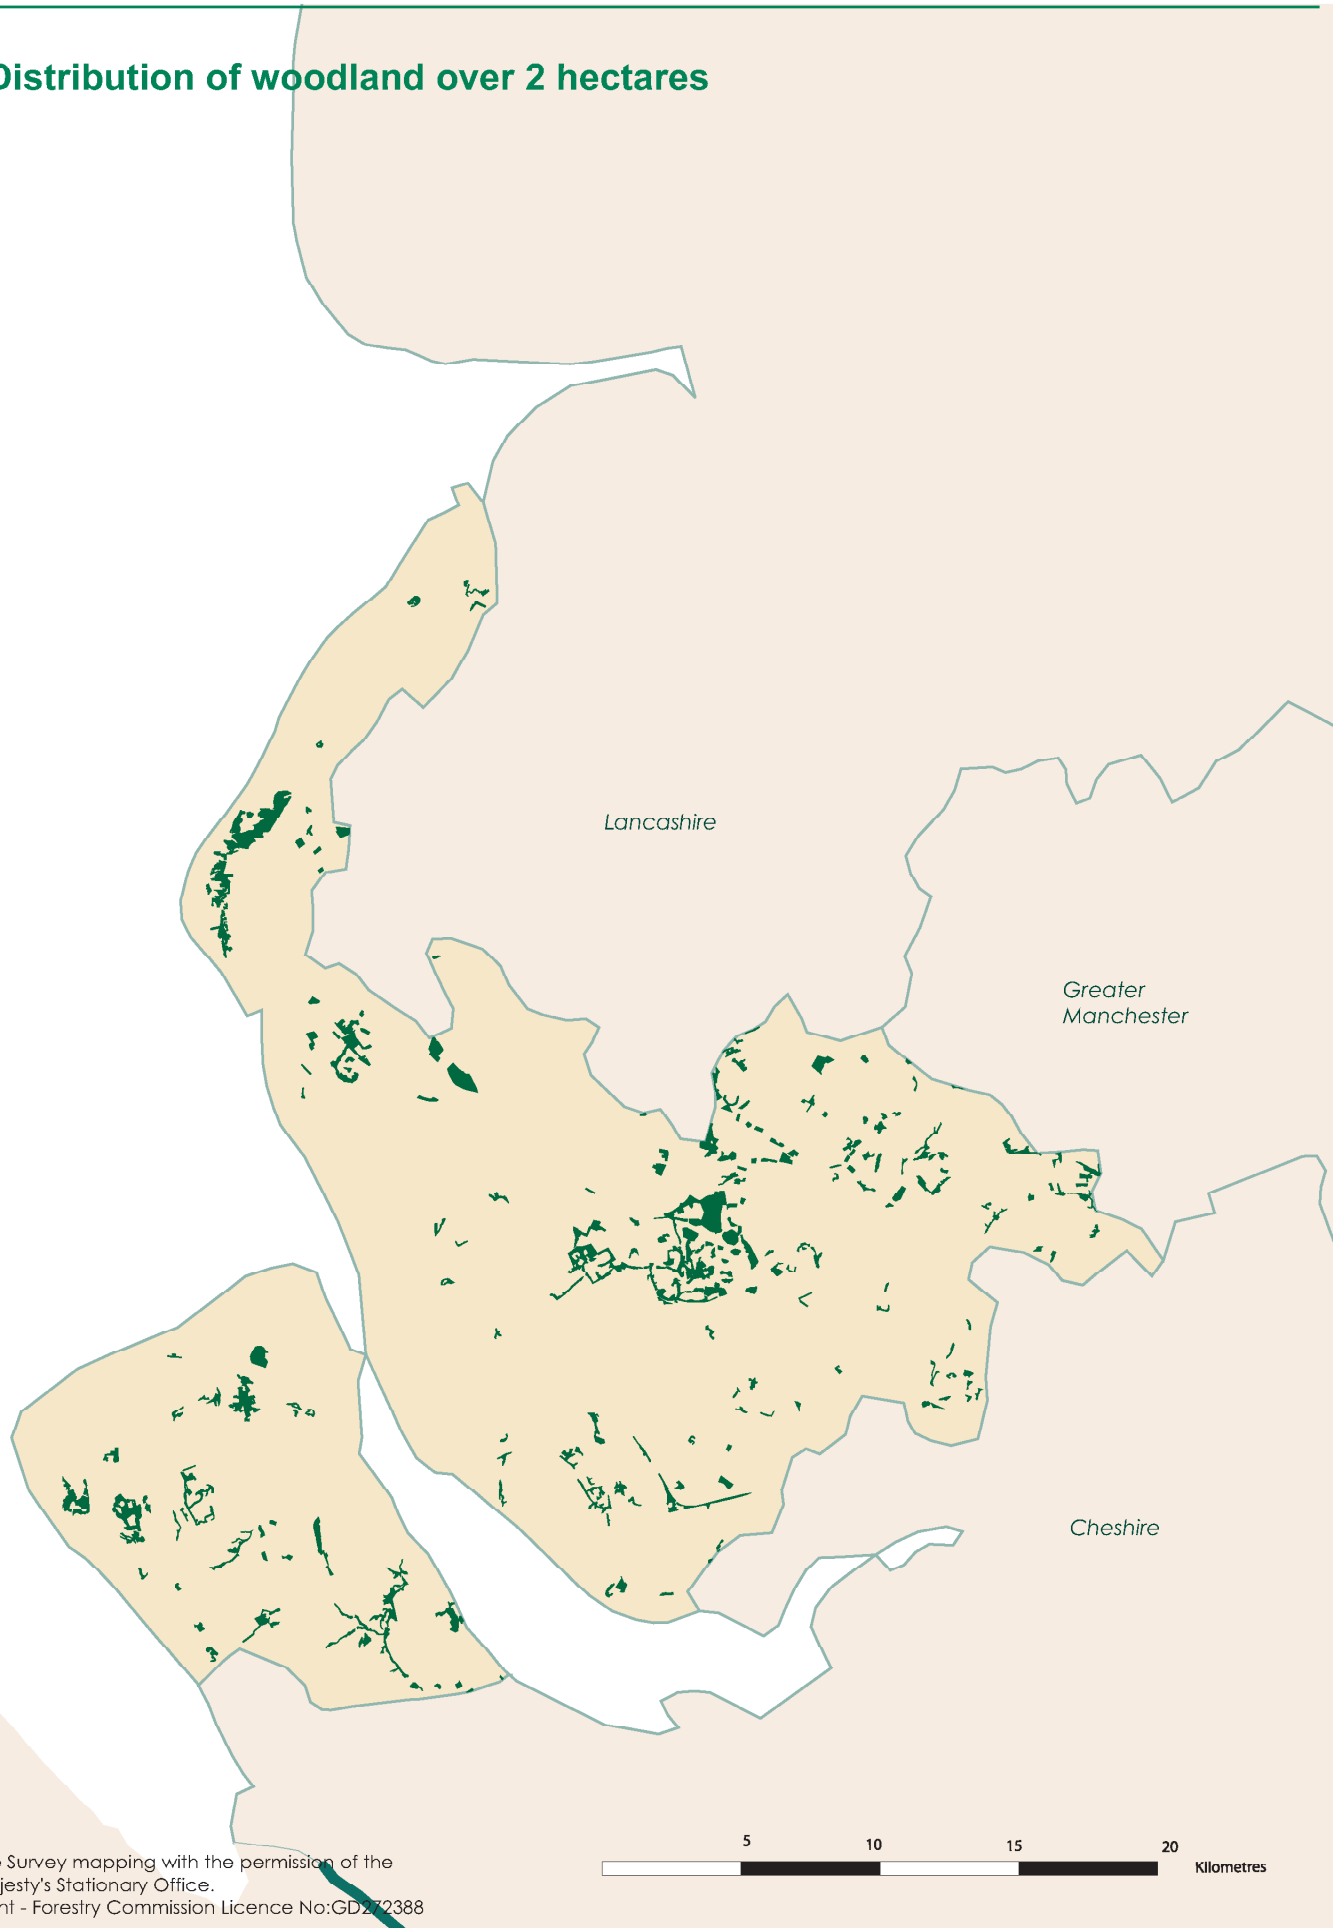 Distribution of woodland over 2 hectares
Lancashire
Greater
Manchester
Cheshire
5 10 15 20
Kilometres
Survey mapping with the permission of the
jesty's Stationary Office.
nt - Forestry Commission Licence No:GD272388